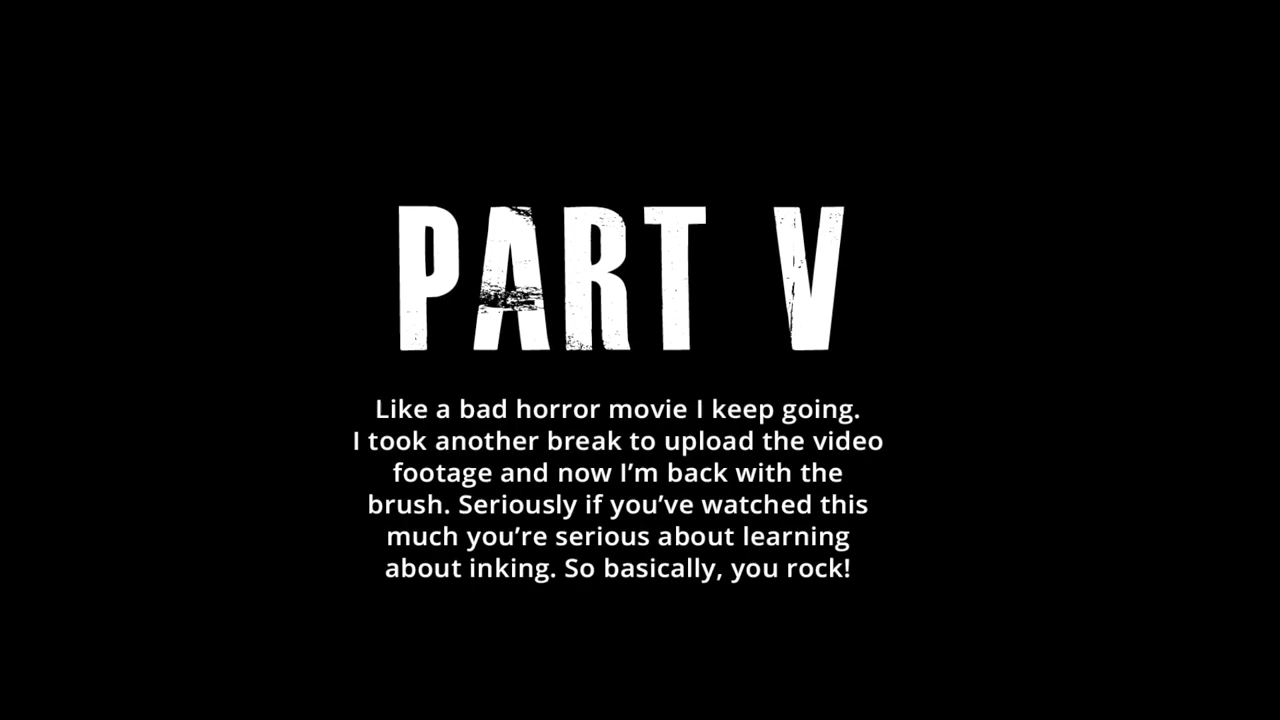 PART V
Like a bad horror movie I keep going.
I took another break to upload the video
footage and now I’m back with the
brush. Seriously if you’ve watched this
much you’re serious about learning
about inking. So basically, you rock!